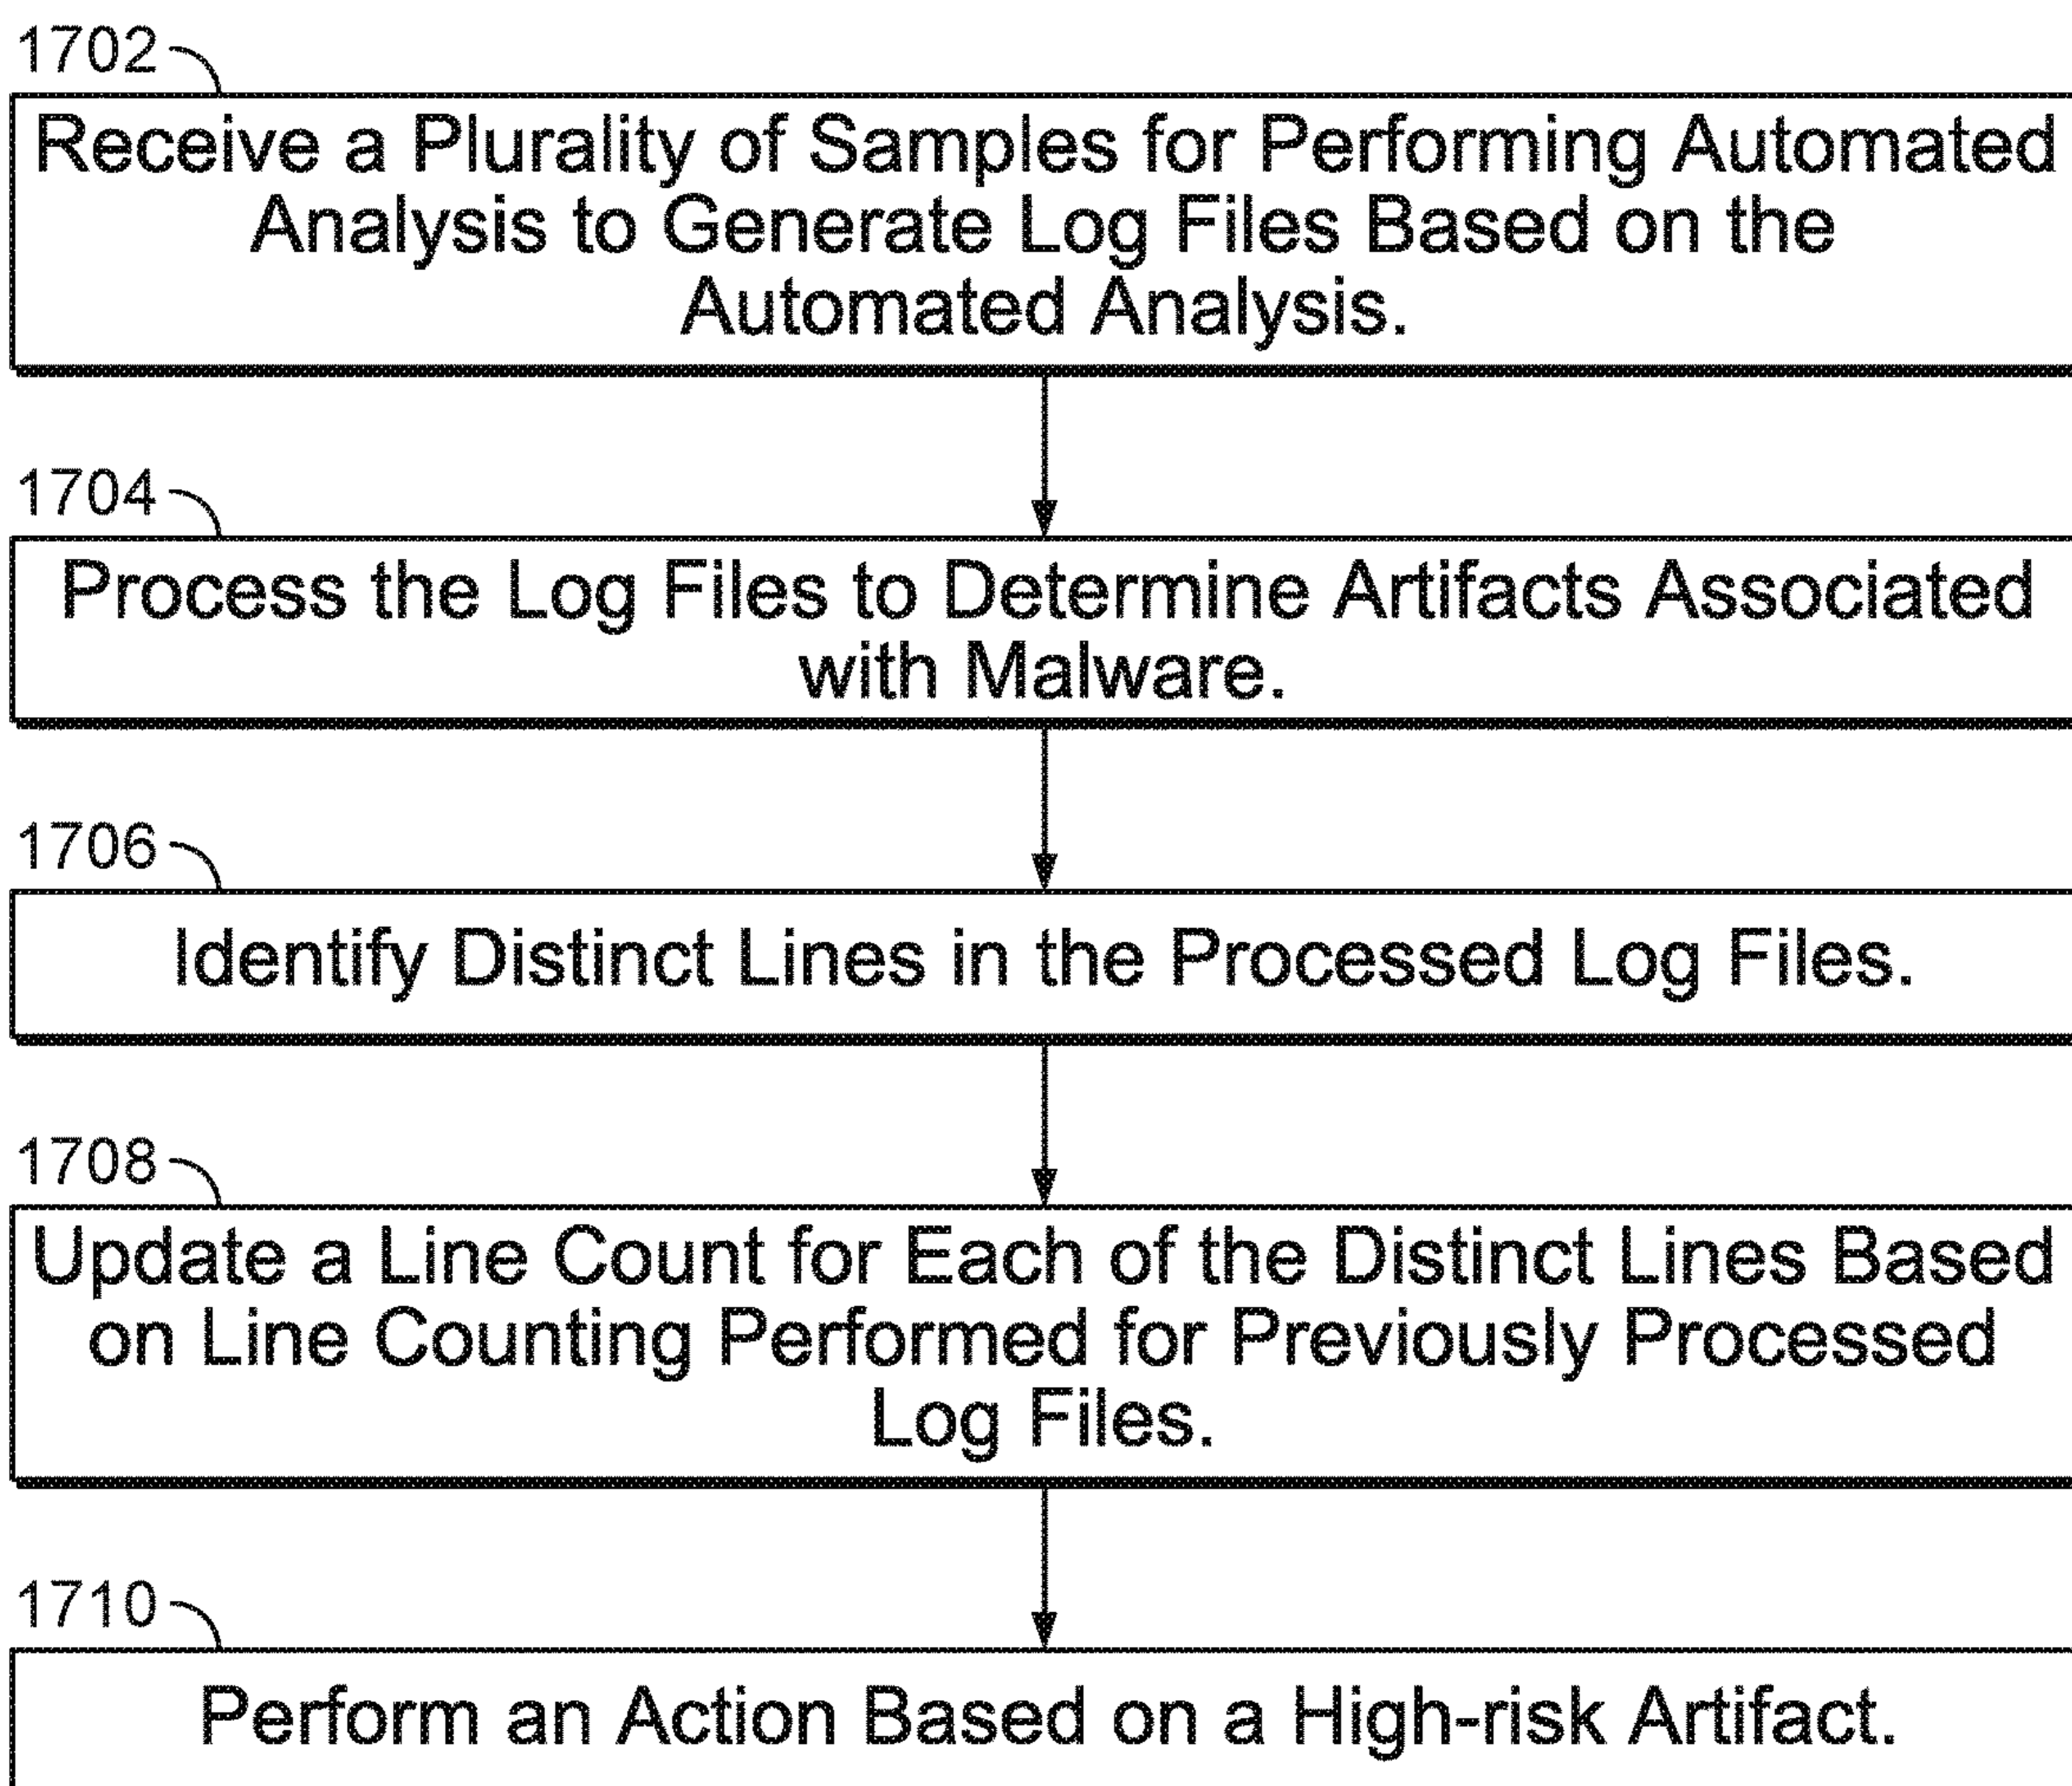 1702
Receive a Plurality of Samples for Performing Automated
Analysis to Generate Log Files Based on the
Automated Analysis.
1704
Process the Log Files to Determine Artifacts Associated
with Malware.
1706
Identify Distinct Lines in the Processed Log Files.
1708
Update a Line Count for Each of the Distinct Lines Based
on Line Counting Performed for Previously Processed
Log Files.
1710
Perform an Action Based on a High-risk Artifact.